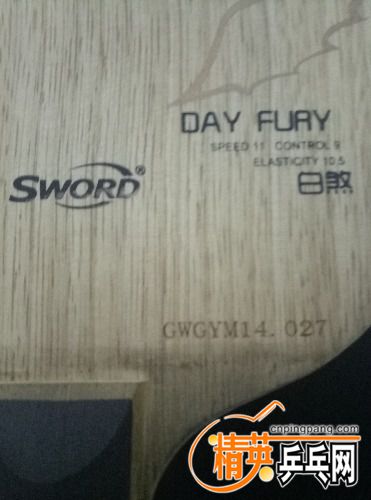 DAY FURY
SPEED 11 CONTROL 9
ELASTICITY 10.5
SWORD®
日煞
GWGYM14.027
cnpingpang.com
精英乒乓网